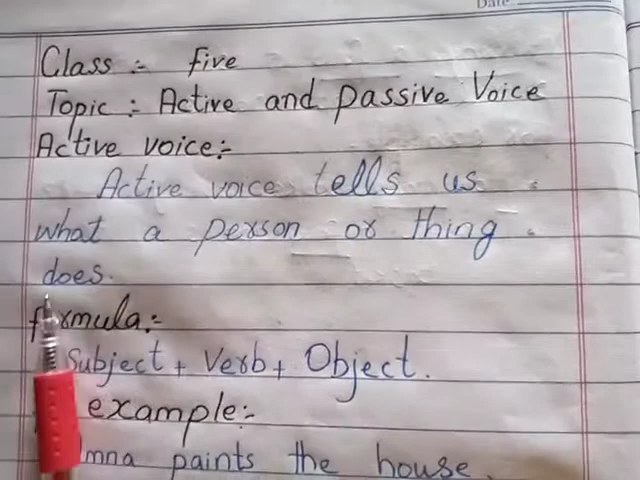 Date
Class :- five
Topic : Active and passive Voice
Active voice:-
Active voice tells us
what a person or thing
does.
formula:-
Subject + Verb + Object.
example:-
paints the house.